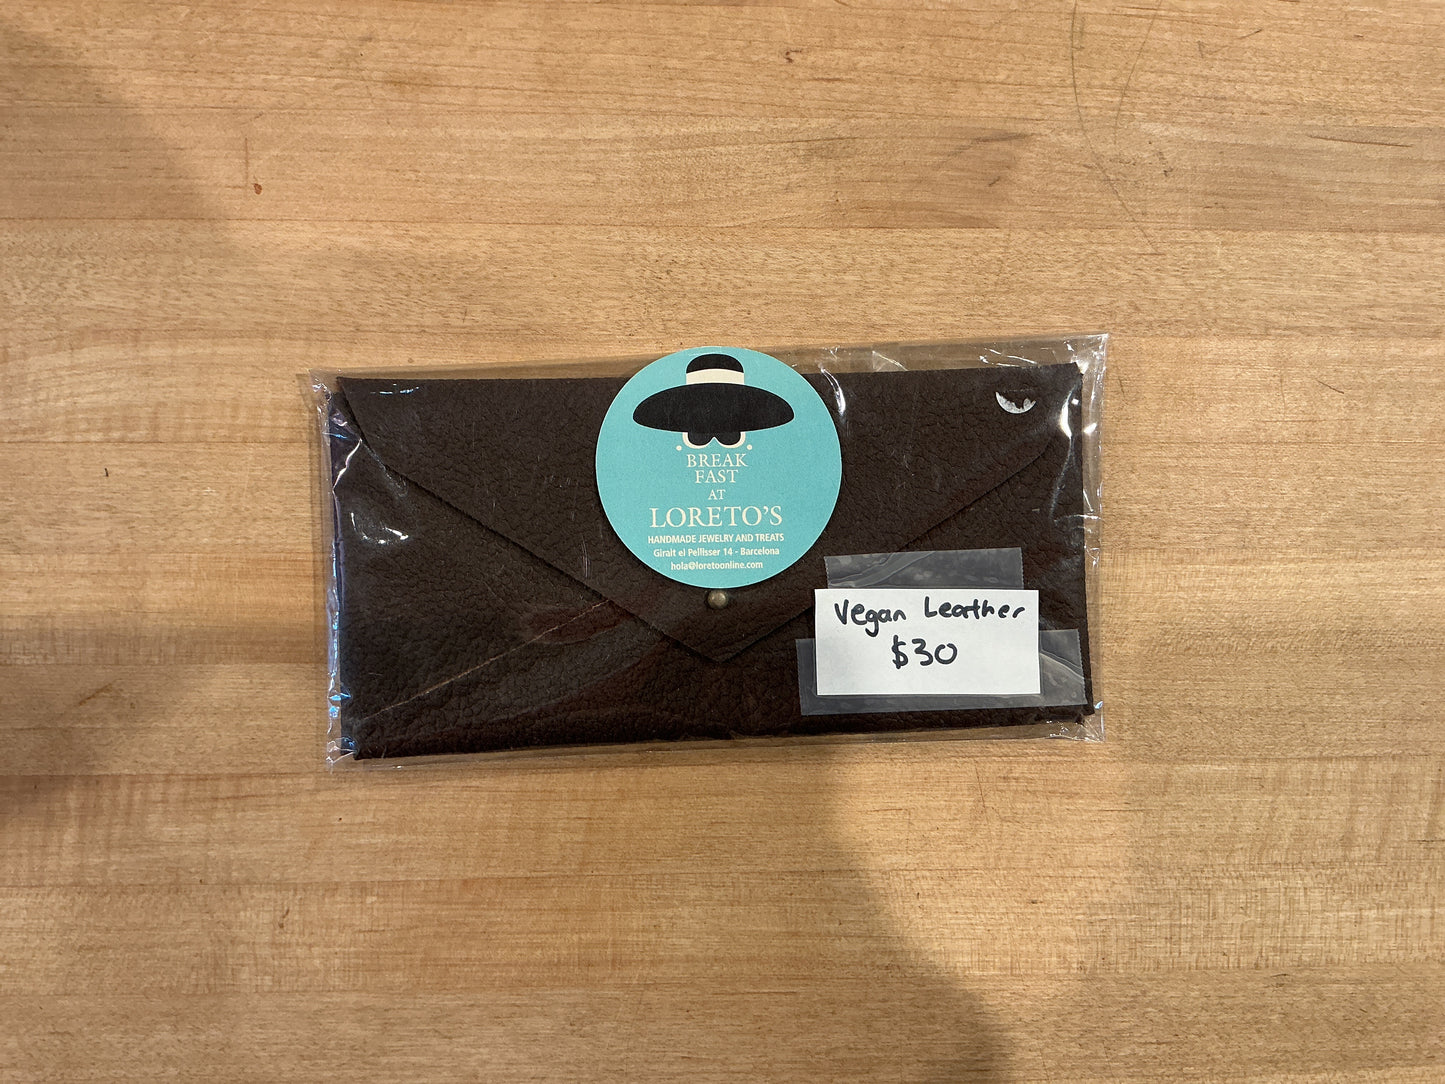 BREAK
FAST
AT
LORETO'S
HANDMADE JEWELRY AND TREATS
Giralt el Pellisser 14 - Barcelona
hola@loretoonline.com
Vegan Leather
$30